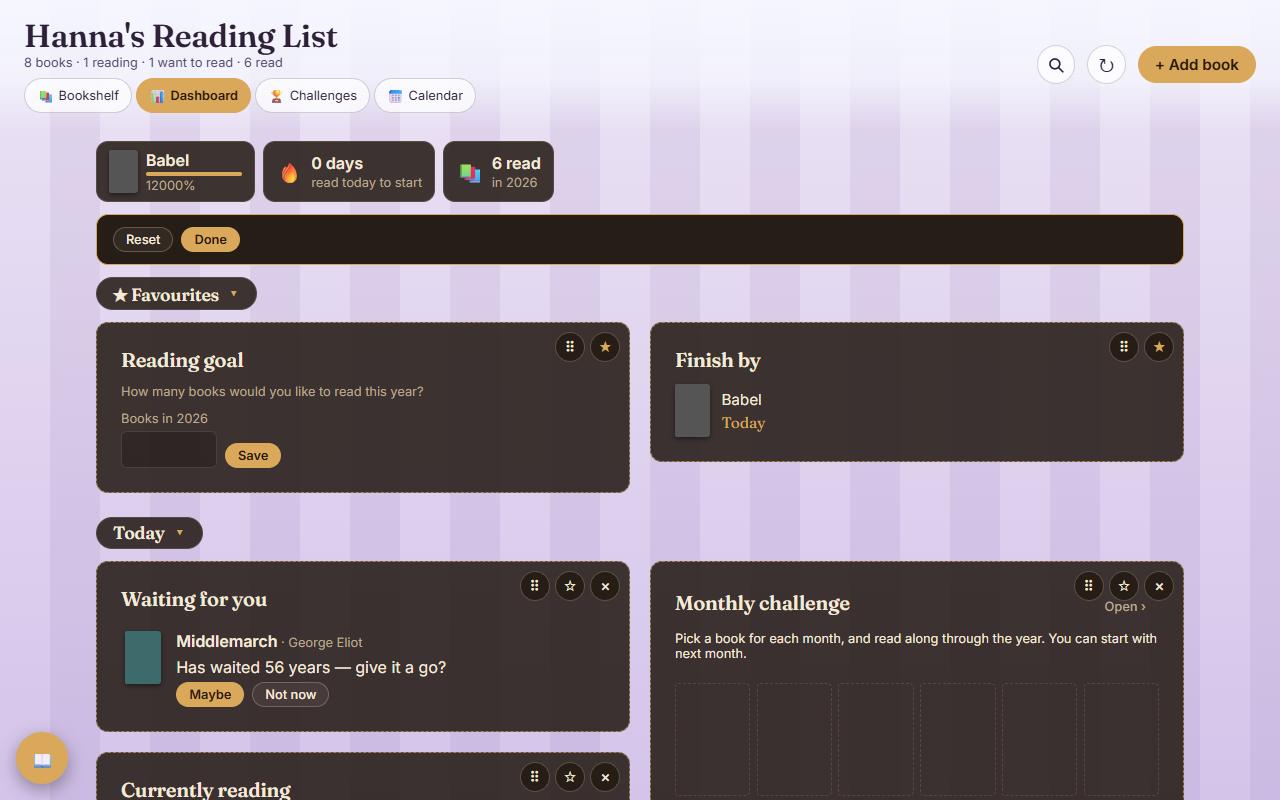 Hanna's Reading List
8 books · 1 reading · 1 want to read · 6 read
Bookshelf
Dashboard
Challenges
Calendar
+ Add book
Babel
12000%
0 days
read today to start
6 read
in 2026
Reset
Done
★ Favourites
Reading goal
How many books would you like to read this year?
Books in 2026
Save
Finish by
Babel
Today
Today
Waiting for you
Middlemarch · George Eliot
Has waited 56 years — give it a go?
Maybe
Not now
Monthly challenge
Open ›
Pick a book for each month, and read along through the year. You can start with
next month.
Currently reading